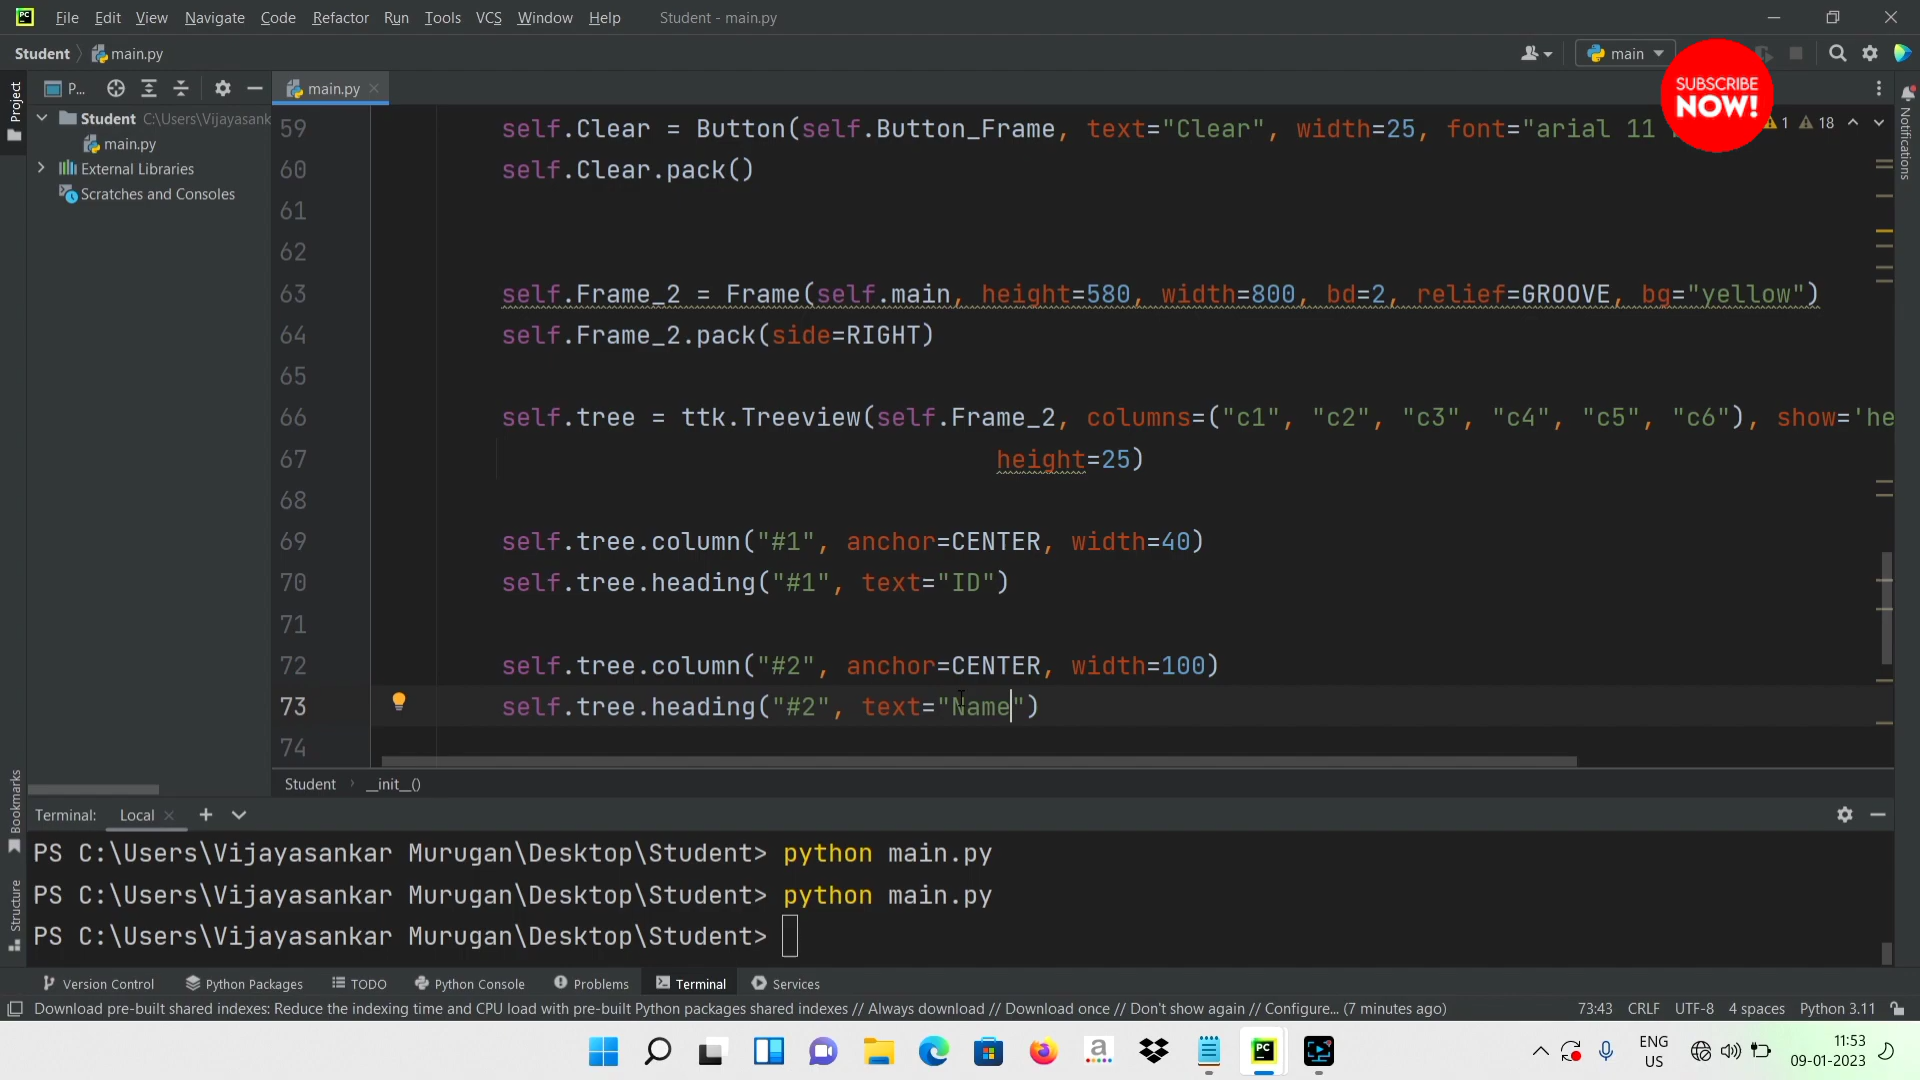 File Edit View Navigate Code Refactor Run Tools VCS Window Help Student - main.py
Student main.py main
SUBSCRIBE
NOW!
Project P... main.py
Student C:\Users\Vijayasank
main.py
External Libraries
Scratches and Consoles
Notifications
1 18
59 self.Clear = Button(self.Button_Frame, text="Clear", width=25, font="arial 11
60 self.Clear.pack()
61
62
63 self.Frame_2 = Frame(self.main, height=580, width=800, bd=2, relief=GROOVE, bg="yellow")
64 self.Frame_2.pack(side=RIGHT)
65
66 self.tree = ttk.Treeview(self.Frame_2, columns=("c1", "c2", "c3", "c4", "c5", "c6"), show='he
67 height=25)
68
69 self.tree.column("#1", anchor=CENTER, width=40)
70 self.tree.heading("#1", text="ID")
71
72 self.tree.column("#2", anchor=CENTER, width=100)
73 self.tree.heading("#2", text="Name")
74
Student __init__()
Bookmarks
Structure
Terminal: Local
PS C:\Users\Vijayasankar Murugan\Desktop\Student> python main.py
PS C:\Users\Vijayasankar Murugan\Desktop\Student> python main.py
PS C:\Users\Vijayasankar Murugan\Desktop\Student>
Version Control Python Packages TODO Python Console Problems Terminal Services
Download pre-built shared indexes: Reduce the indexing time and CPU load with pre-built Python packages shared indexes // Always download // Download once // Don't show again // Configure... (7 minutes ago) 73:43 CRLF UTF-8 4 spaces Python 3.11
ENG
US
11:53
09-01-2023